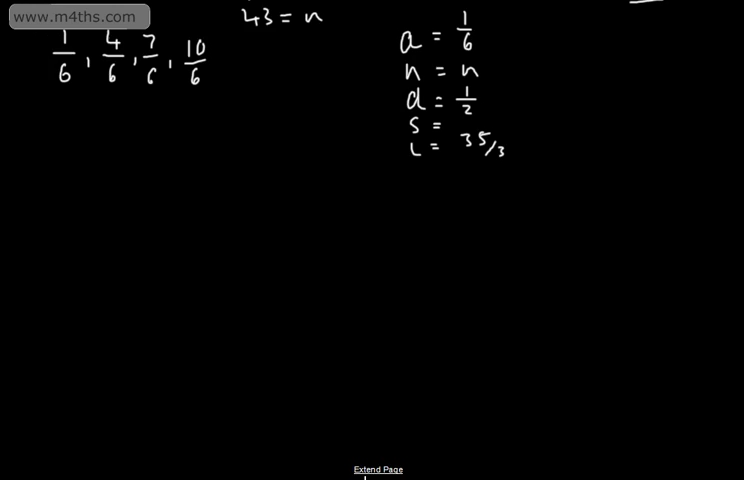 www.m4ths.com
43 = n
1/6, 4/6, 7/6, 10/6
a = 1/6
n = n
d = 1/2
S =
L = 35/3
Extend Page